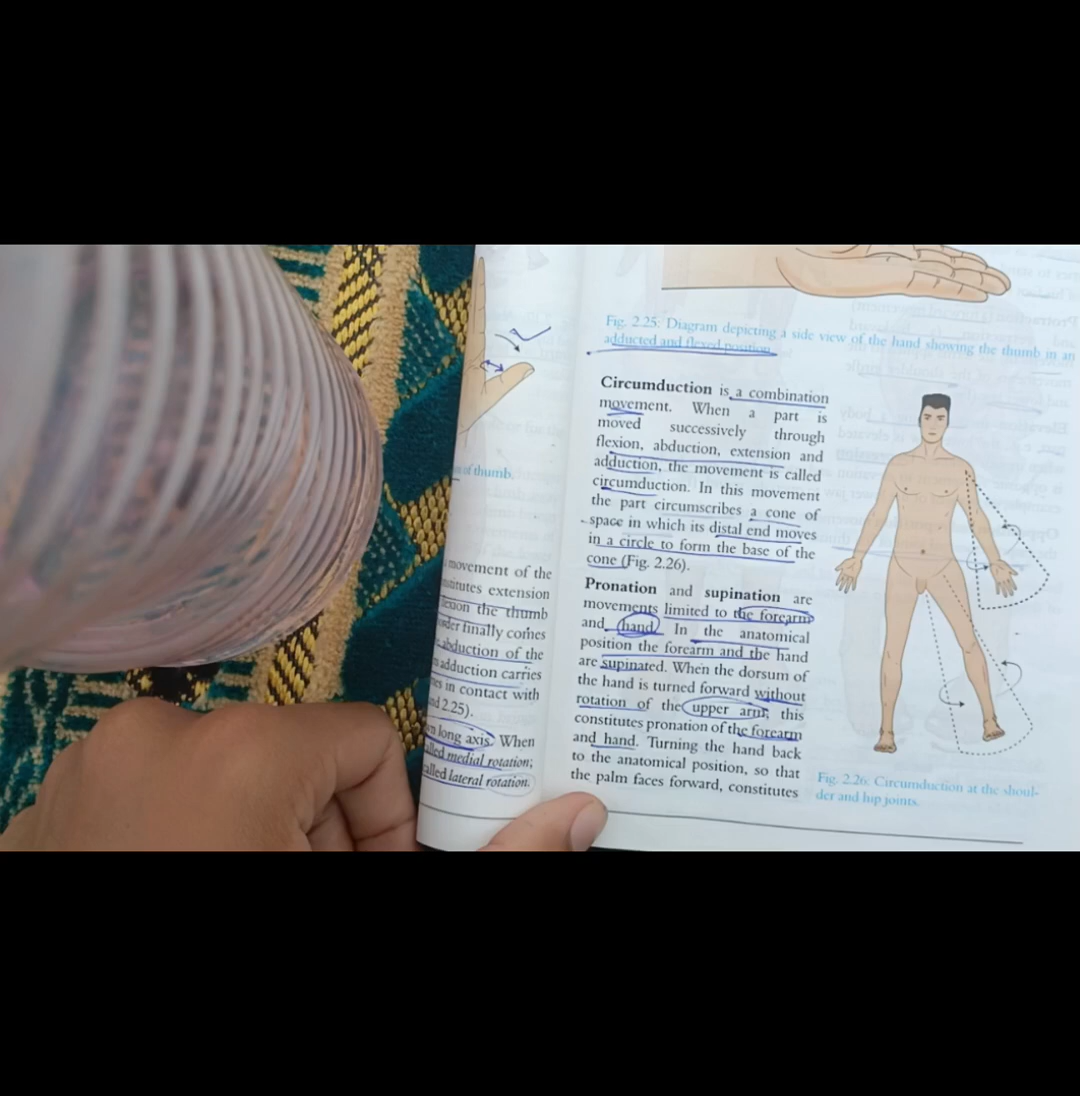 of thumb.
movement of the
extension
the thumb
finally comes
abduction of the
adduction carries
in contact with
2.25).
long axis. When
called medial rotation;
called lateral rotation.
Fig. 2.25: Diagram depicting a side view of the hand showing the thumb in an
adducted and flexed position
Circumduction is a combination
movement. When a part is
moved successively through
flexion, abduction, extension and
adduction, the movement is called
circumduction. In this movement
the part circumscribes a cone of
space in which its distal end moves
in a circle to form the base of the
cone (Fig. 2.26).
Pronation and supination are
movements limited to the forearm
and hand. In the anatomical
position the forearm and the hand
are supinated. When the dorsum of
the hand is turned forward without
rotation of the upper arm, this
constitutes pronation of the forearm
and hand. Turning the hand back
to the anatomical position, so that
the palm faces forward, constitutes
Fig. 2.26: Circumduction at the shoul-
der and hip joints.